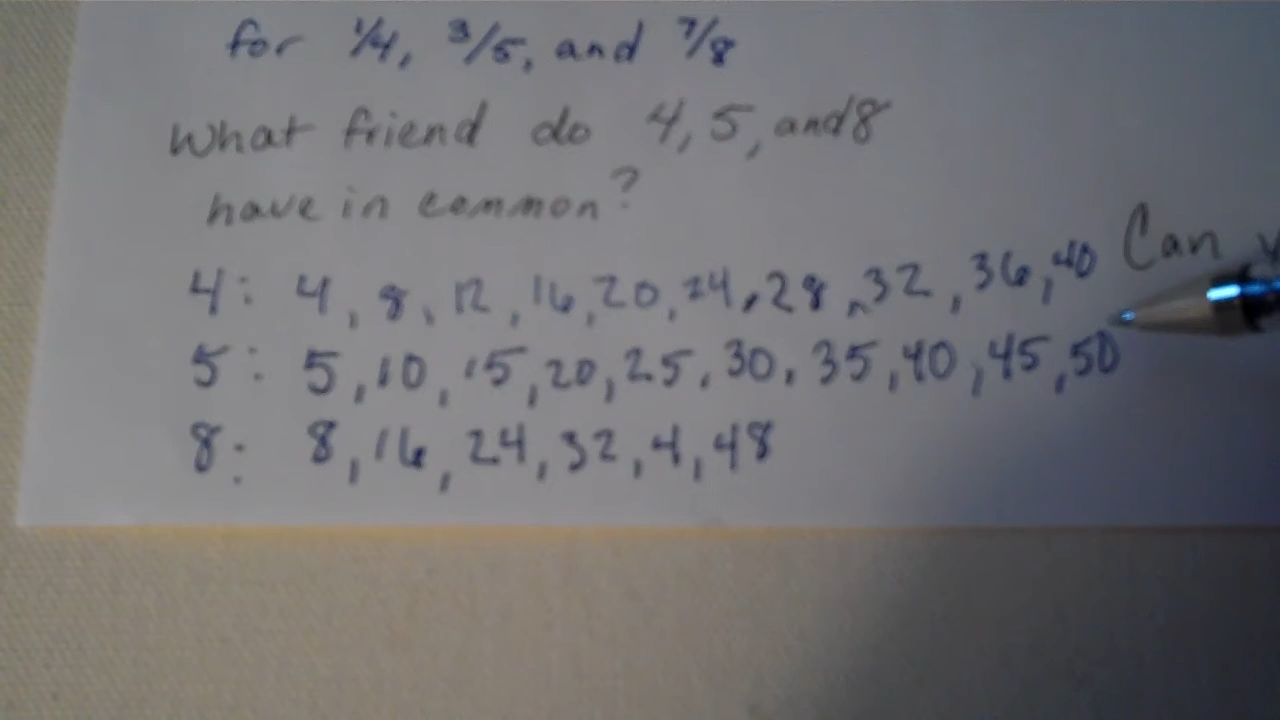 for 1/4, 3/5, and 7/8
What friend do 4, 5, and 8
have in common?
Can
4: 4, 8, 12, 16, 20, 24, 28, 32, 36, 40
5: 5, 10, 15, 20, 25, 30, 35, 40, 45, 50
8: 8, 16, 24, 32, 4, 48